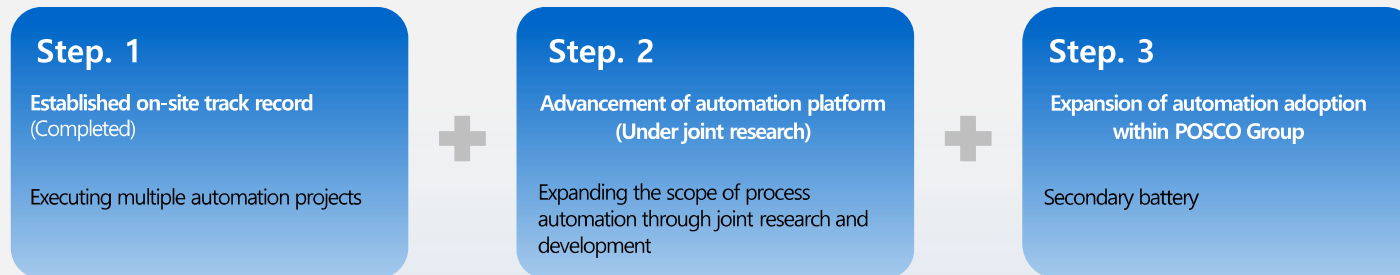 Step. 1
Established on-site track record
(Completed)
Executing multiple automation projects
Step. 2
Advancement of automation platform
(Under joint research)
Expanding the scope of process
automation through joint research and
development
Step. 3
Expansion of automation adoption
within POSCO Group
Secondary battery